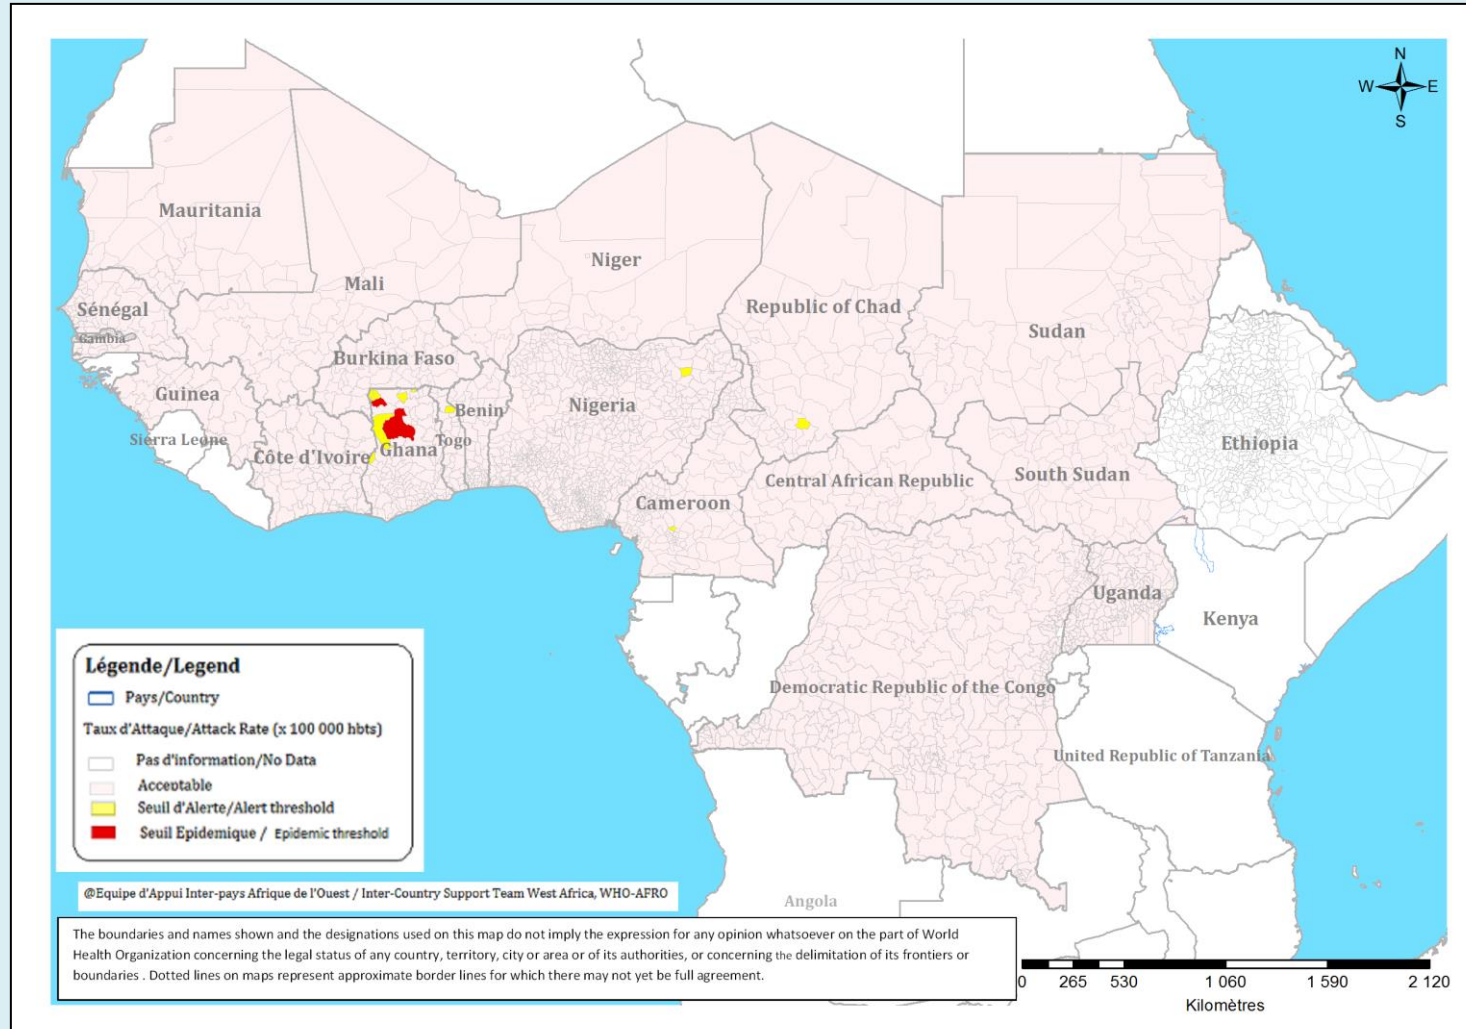 N
W E
S
Mauritania
Mali
Niger
Republic of Chad
Sudan
Sénégal
Gambia
Burkina Faso
Guinea
Benin
Nigeria
Sierra Leone
Côte d'Ivoire
Ghana
Togo
Ethiopia
Cameroon
Central African Republic
South Sudan
Uganda
Kenya
Democratic Republic of the Congo
United Republic of Tanzania
Angola
Légende/Legend
Pays/Country
Taux d'Attaque/Attack Rate (x 100 000 hbts)
Pas d'information/No Data
Acceptable
Seuil d'Alerte/Alert threshold
Seuil Epidemique / Epidemic threshold
@Equipe d'Appui Inter-pays Afrique de l'Ouest / Inter-Country Support Team West Africa, WHO-AFRO
The boundaries and names shown and the designations used on this map do not imply the expression for any opinion whatsoever on the part of World
Health Organization concerning the legal status of any country, territory, city or area or of its authorities, or concerning the delimitation of its frontiers or
boundaries . Dotted lines on maps represent approximate border lines for which there may not yet be full agreement.
0 265 530 1 060 1 590 2 120
Kilomètres